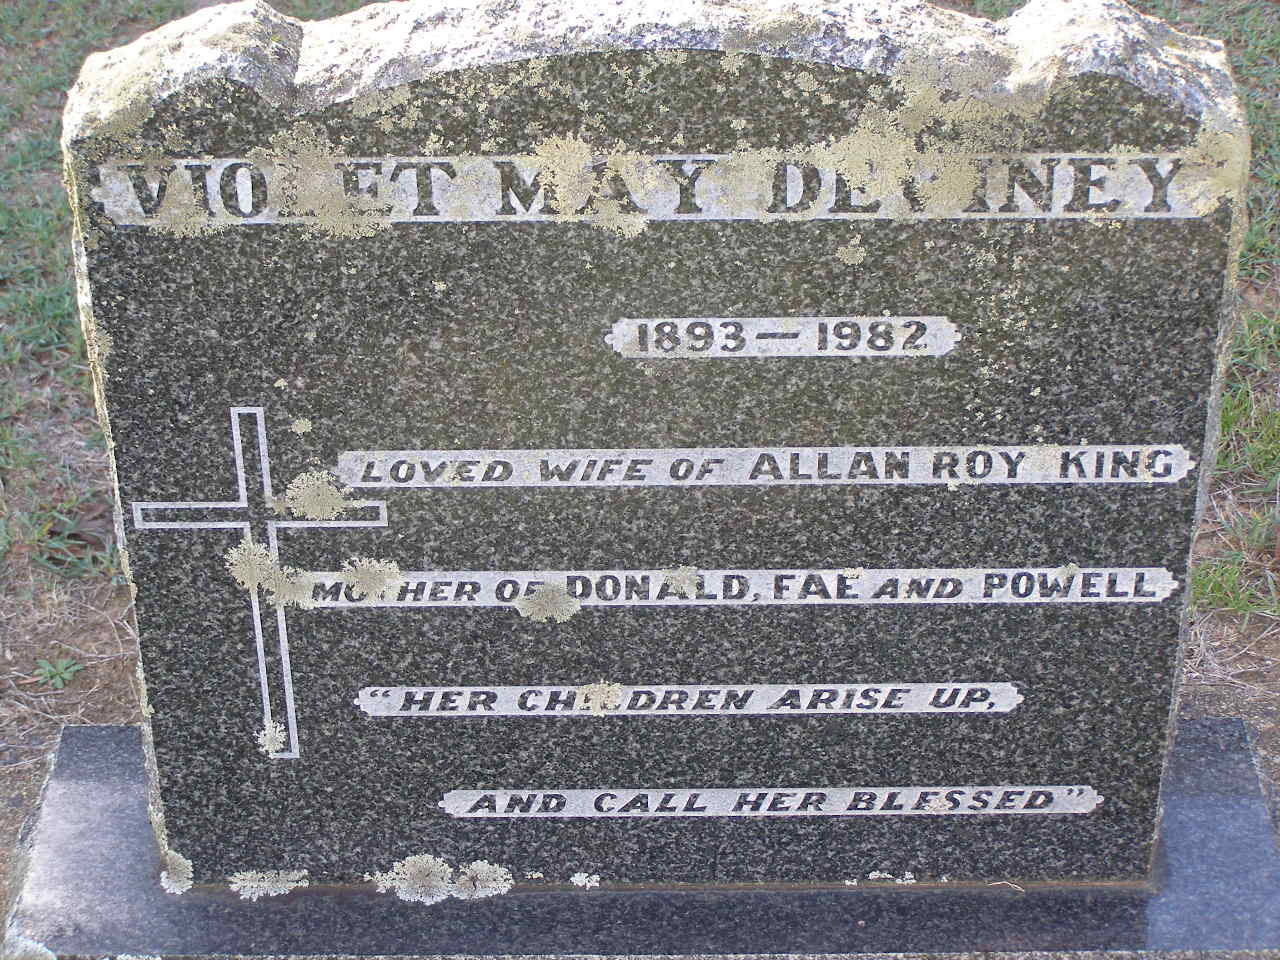 VIOLET MAY DEVINEY
1893 — 1982
LOVED WIFE OF ALLAN ROY KING
MOTHER OF DONALD, FAE AND POWELL
“HER CHILDREN ARISE UP,
AND CALL HER BLESSED”